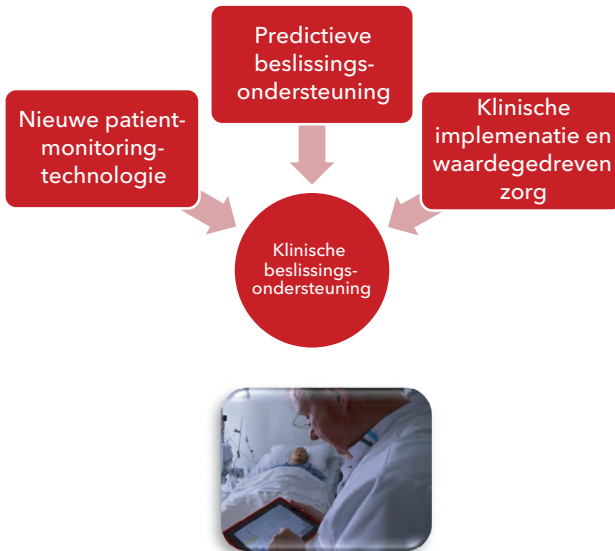 Predictieve
beslissings-
ondersteuning
Nieuwe patient-
monitoring-
technologie
Klinische
implemenatie en
waardegedreven
zorg
Klinische
beslissings-
ondersteuning